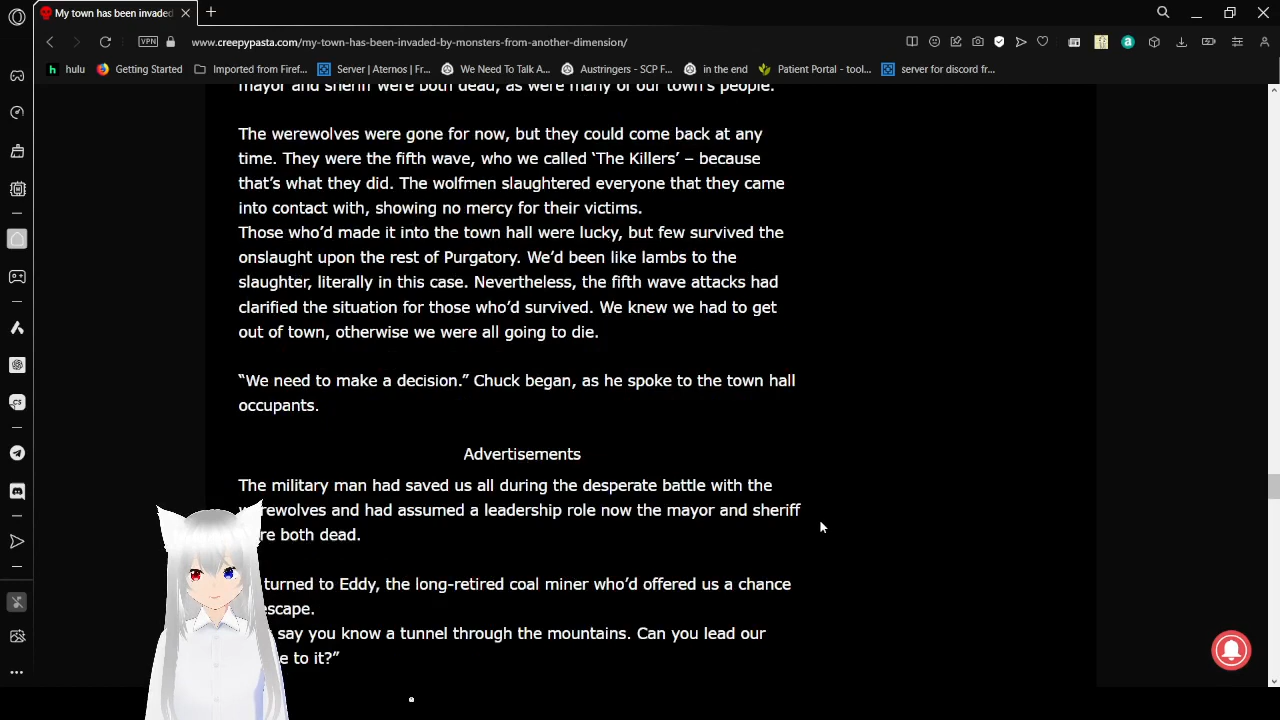 My town has been invaded
VPN
www.creepypasta.com/my-town-has-been-invaded-by-monsters-from-another-dimension/
hulu
Getting Started
Imported from Firef...
Server | Aternos | Fr...
We Need To Talk A...
Austringers - SCP F...
in the end
Patient Portal - tool...
server for discord fr...
mayor and sheriff were both dead, as were many of our town's people.
The werewolves were gone for now, but they could come back at any
time. They were the fifth wave, who we called ‘The Killers’ – because
that’s what they did. The wolfmen slaughtered everyone that they came
into contact with, showing no mercy for their victims.
Those who’d made it into the town hall were lucky, but few survived the
onslaught upon the rest of Purgatory. We’d been like lambs to the
slaughter, literally in this case. Nevertheless, the fifth wave attacks had
clarified the situation for those who’d survived. We knew we had to get
out of town, otherwise we were all going to die.
“We need to make a decision.” Chuck began, as he spoke to the town hall
occupants.
Advertisements
The military man had saved us all during the desperate battle with the
werewolves and had assumed a leadership role now the mayor and sheriff
re both dead.
turned to Eddy, the long-retired coal miner who’d offered us a chance
escape.
say you know a tunnel through the mountains. Can you lead our
e to it?”